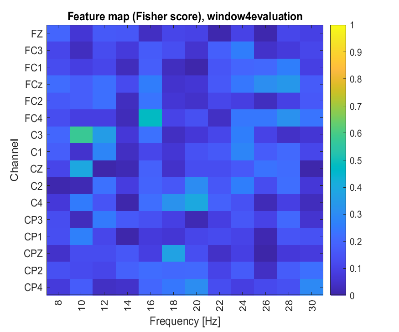 Feature map (Fisher score), window4evaluation
Channel
FZ
FC3
FC1
FCz
FC2
FC4
C3
C1
CZ
C2
C4
CP3
CP1
CPZ
CP2
CP4
8 10 12 14 16 18 20 22 24 26 28 30
Frequency [Hz]
1
0.9
0.8
0.7
0.6
0.5
0.4
0.3
0.2
0.1
0